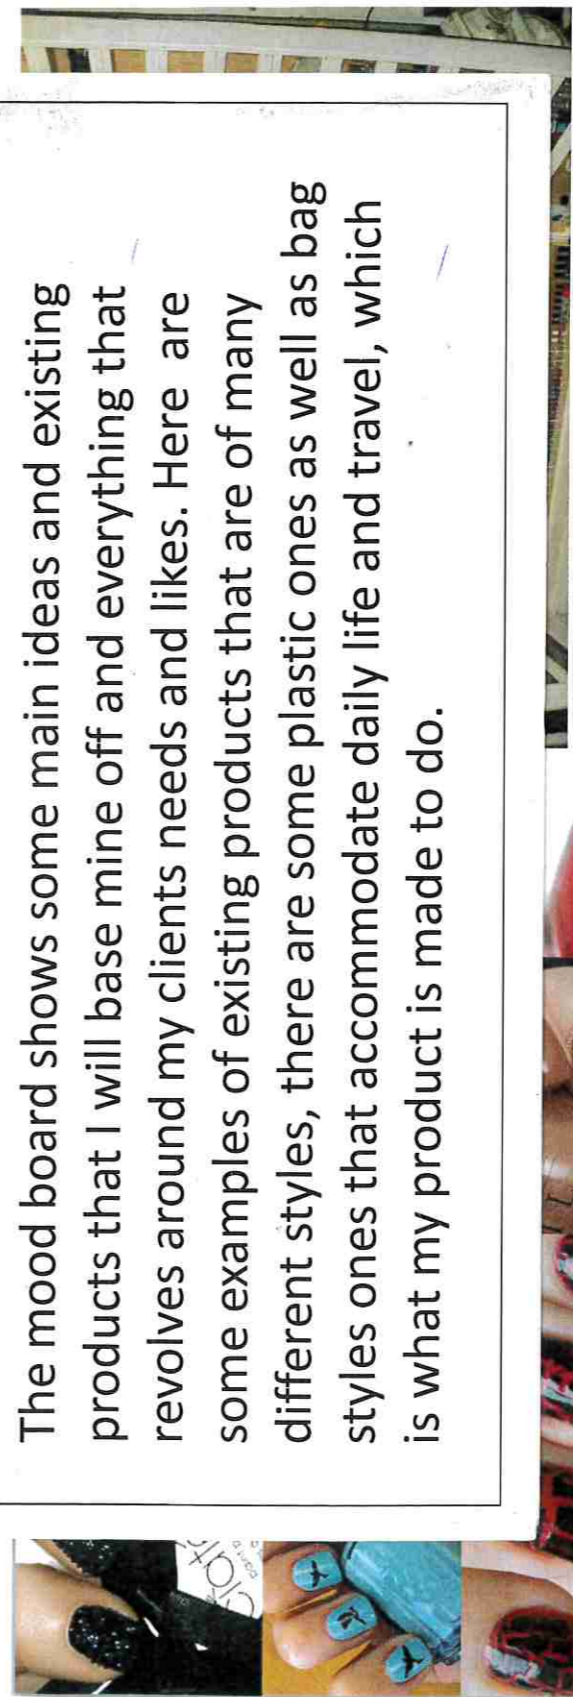 The mood board shows some main ideas and existing
products that I will base mine off and everything that
revolves around my clients needs and likes. Here are
some examples of existing products that are of many
different styles, there are some plastic ones as well as bag
styles ones that accommodate daily life and travel, which
is what my product is made to do.